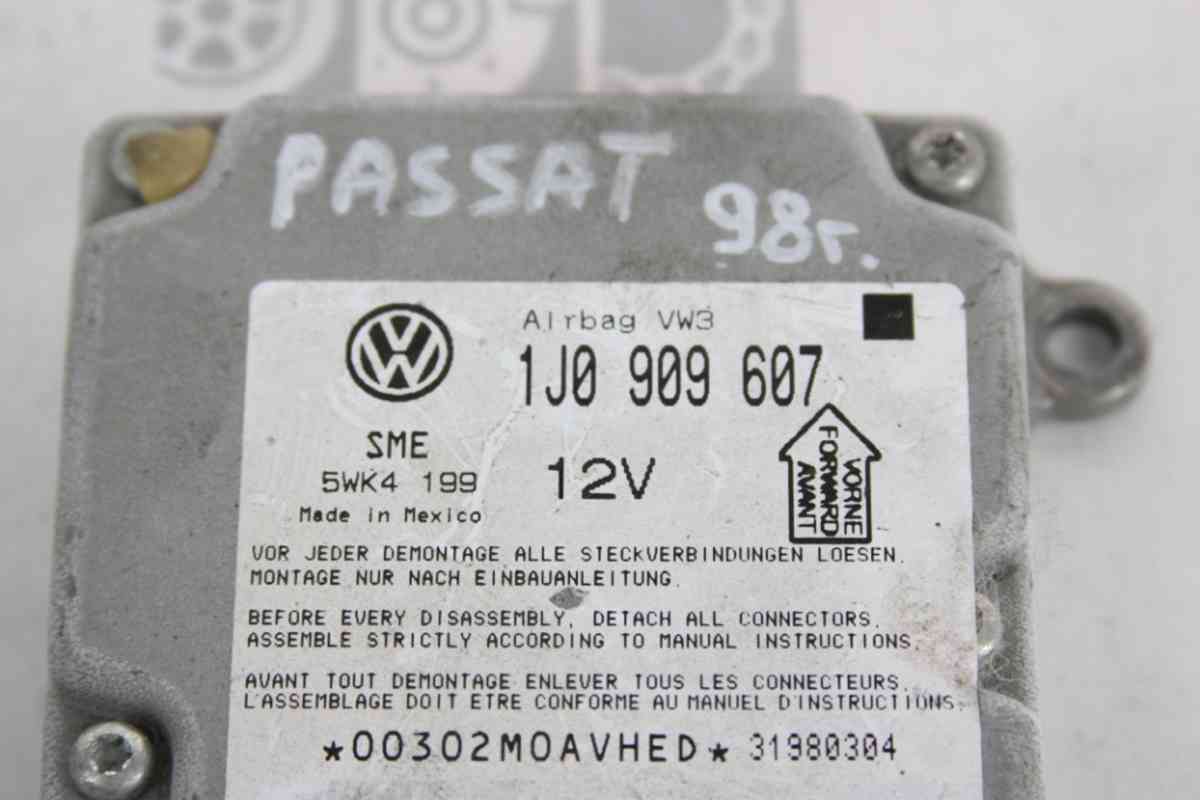 PASSAT
98г.
Airbag VW3
1J0 909 607
SME
5WK4 199
12V
Made in Mexico
VORNE
FORWARD
AVANT
VOR JEDER DEMONTAGE ALLE STECKVERBINDUNGEN LOESEN.
MONTAGE NUR NACH EINBAUANLEITUNG.
BEFORE EVERY DISASSEMBLY, DETACH ALL CONNECTORS.
ASSEMBLE STRICTLY ACCORDING TO MANUAL INSTRUCTIONS.
AVANT TOUT DEMONTAGE ENLEVER TOUS LES CONNECTEURS.
L'ASSEMBLAGE DOIT ETRE CONFORME AU MANUEL D'INSTRUCTIONS.
*00302MOAVHED* 31980304